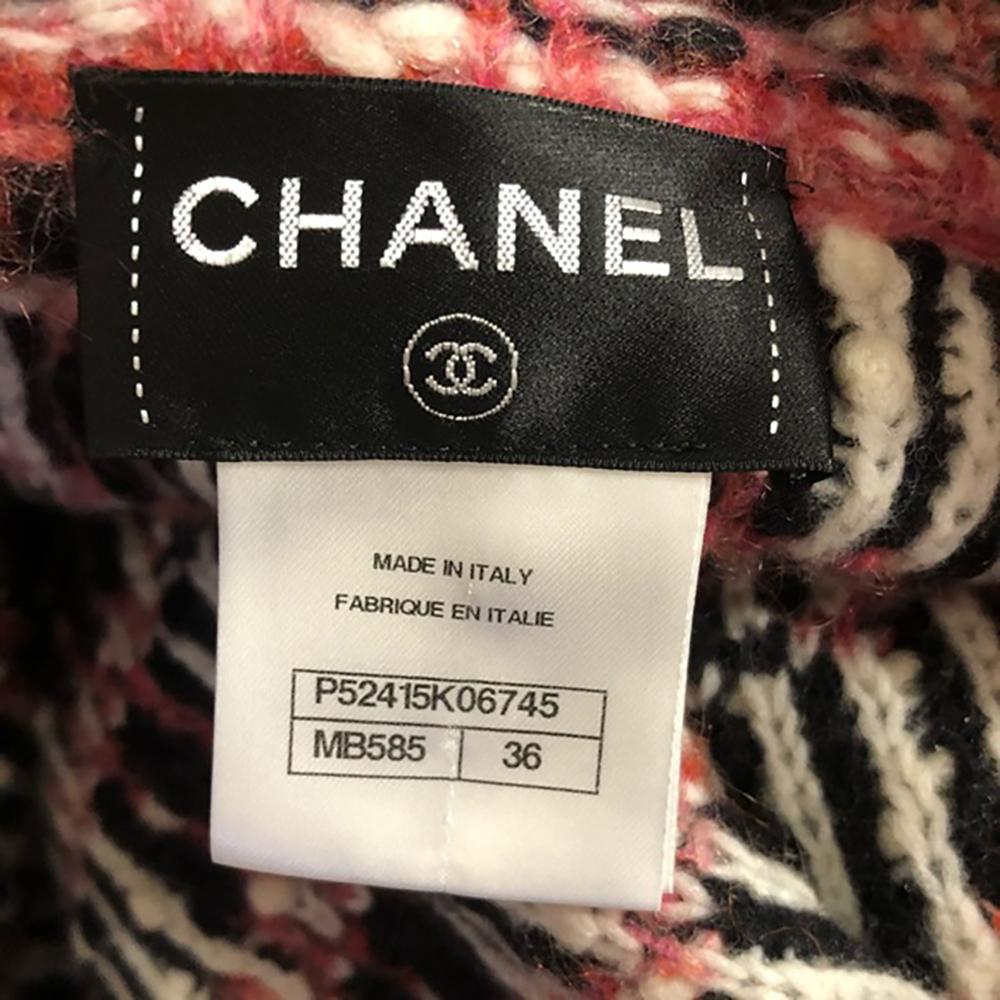 CHANEL
MADE IN ITALY
FABRIQUE EN ITALIE
P52415K06745
MB585 36